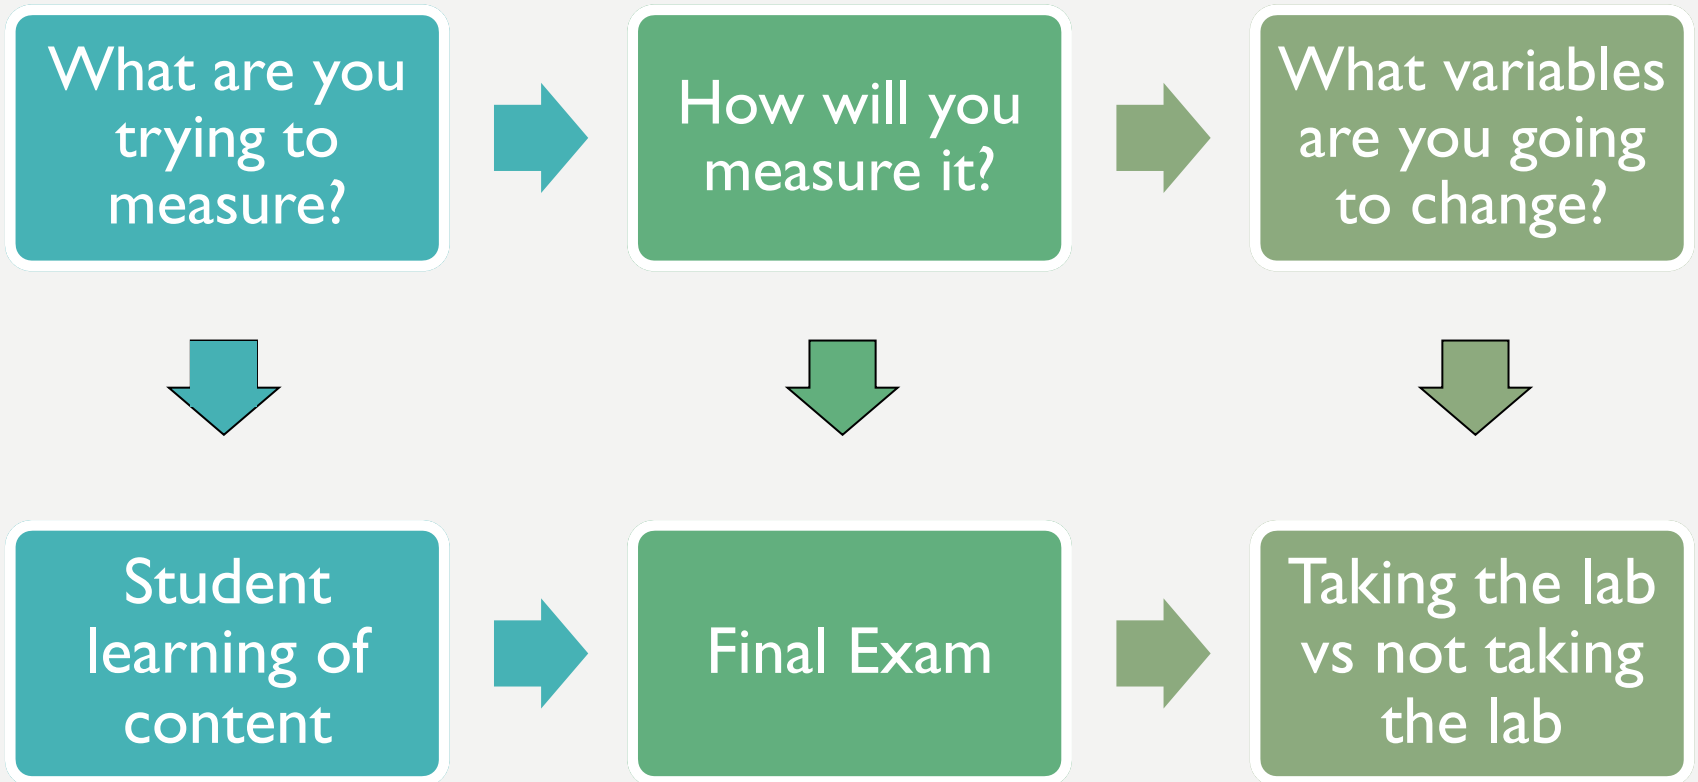 What are you
trying to
measure?
How will you
measure it?
What variables
are you going
to change?
Student
learning of
content
Final Exam
Taking the lab
vs not taking
the lab